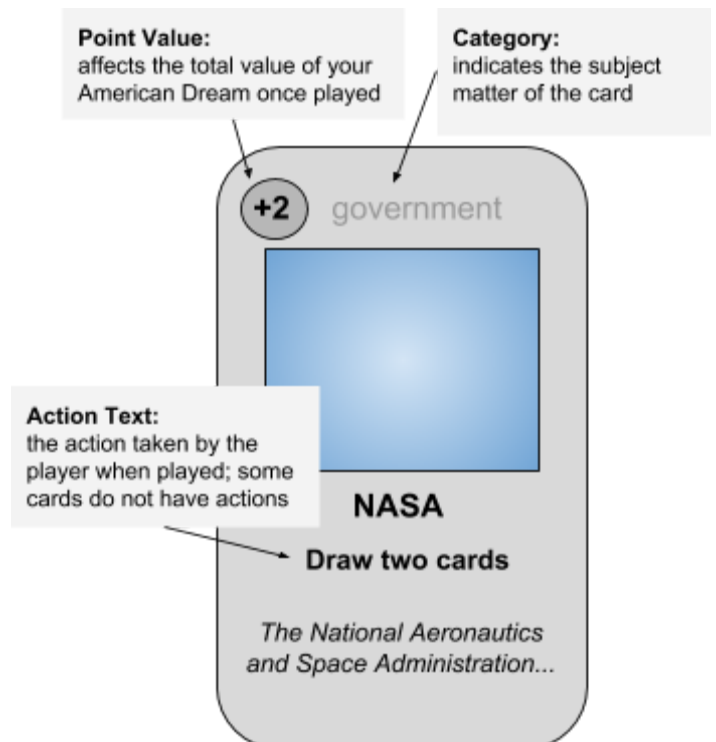 Point Value:
affects the total value of your
American Dream once played
Category:
indicates the subject
matter of the card
+2
government
Action Text:
the action taken by the
player when played; some
cards do not have actions
NASA
Draw two cards
The National Aeronautics
and Space Administration...